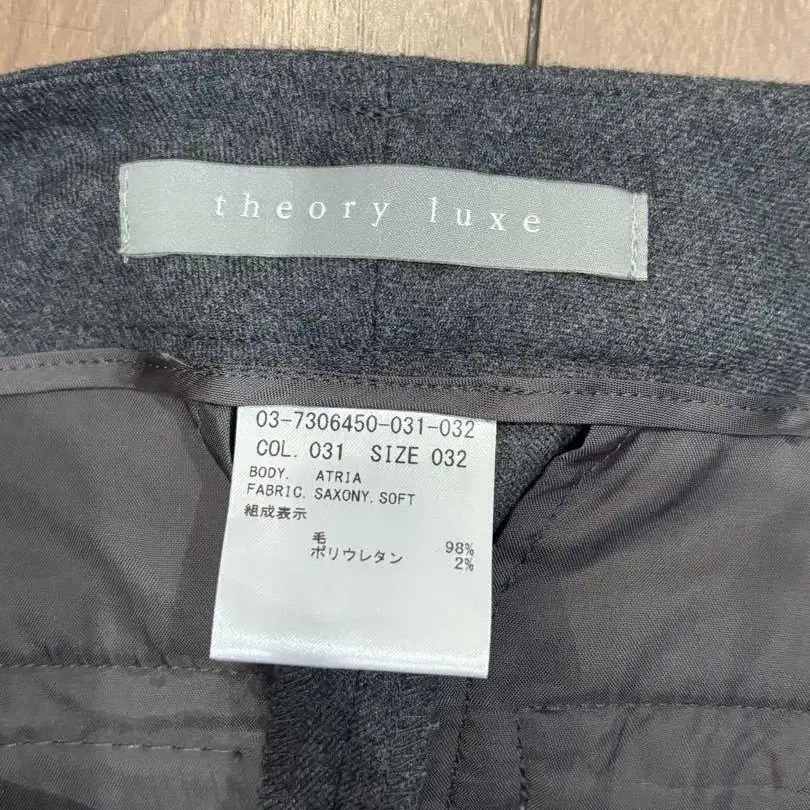 theory luxe
03-7306450-031-032
COL. 031 SIZE 032
BODY. ATRIA
FABRIC. SAXONY. SOFT
組成表示
毛 98%
ポリウレタン 2%